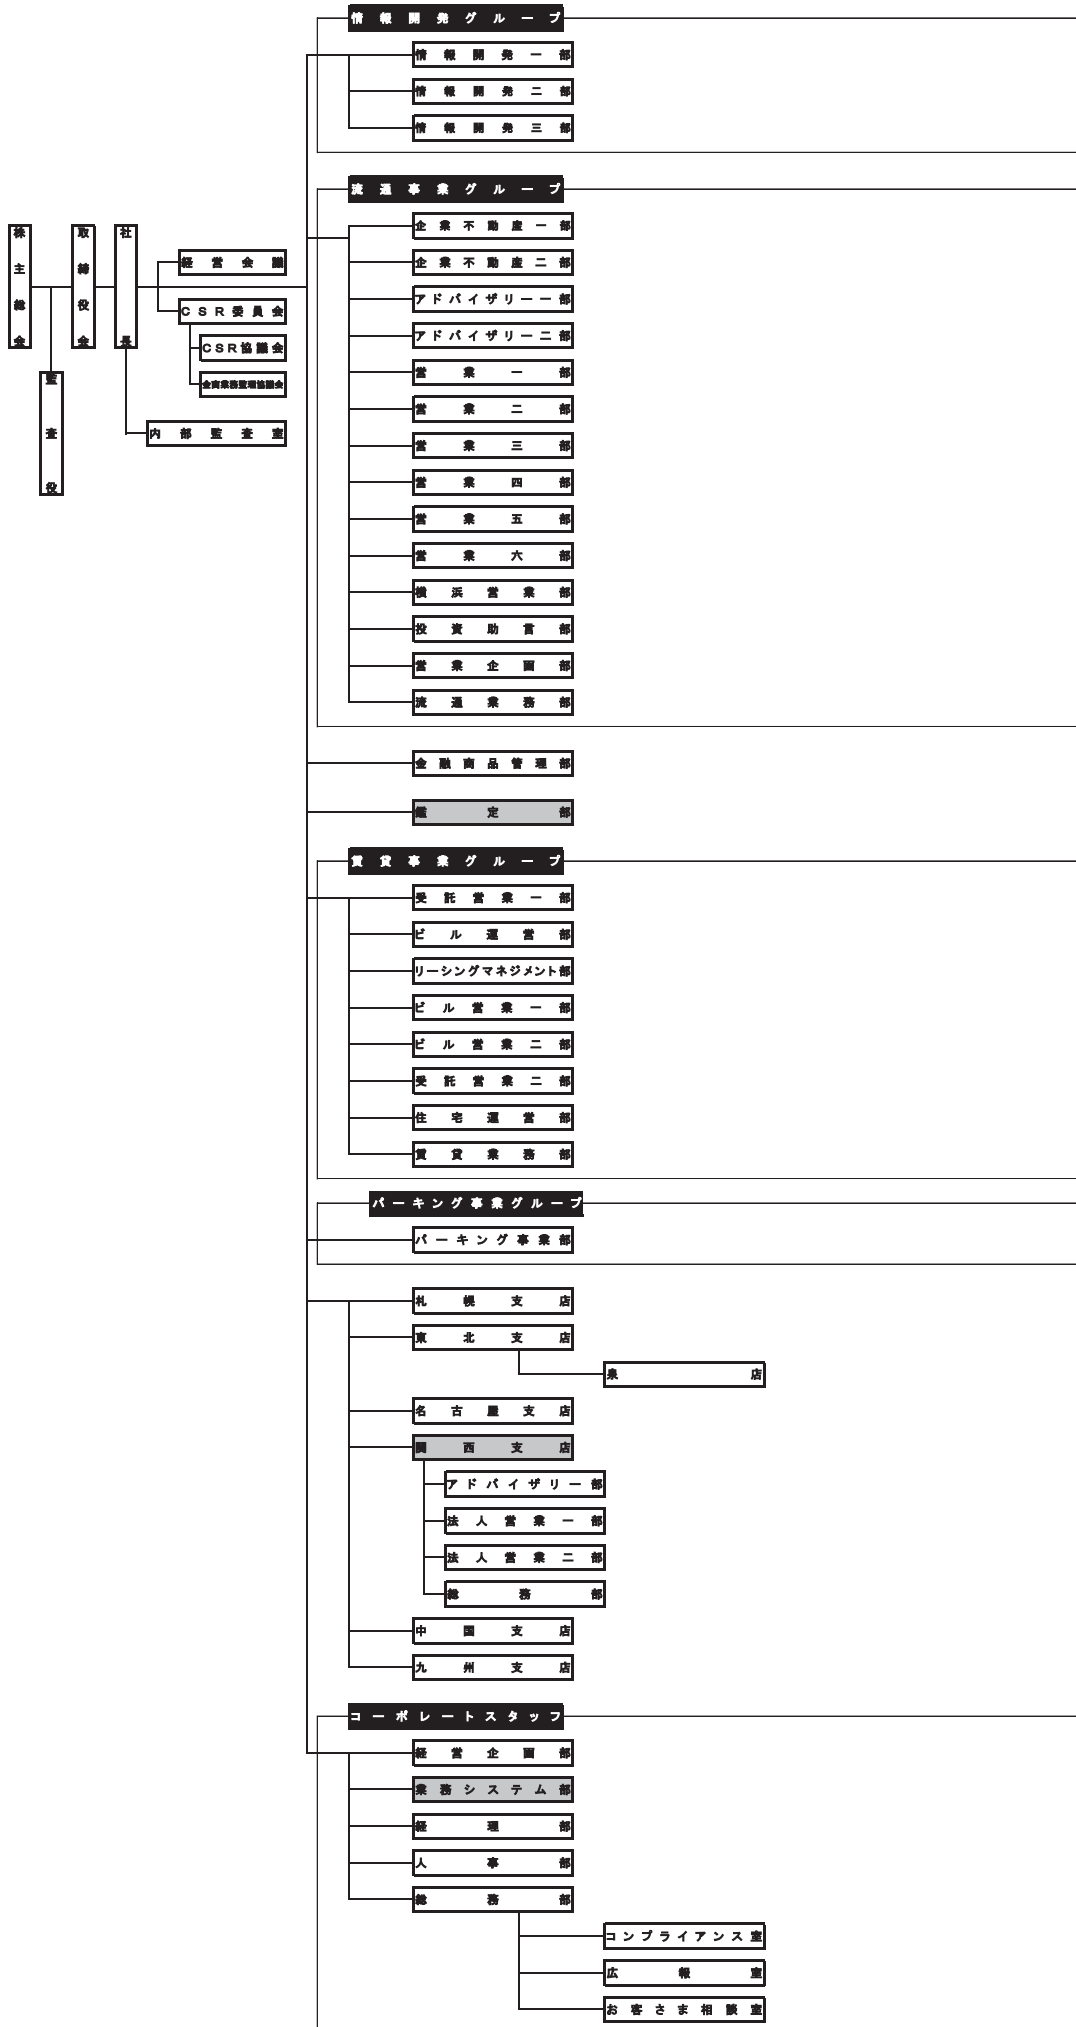 情報開発グループ
情報開発一部
情報開発二部
情報開発三部
流通事業グループ
企業不動産一部
企業不動産二部
アドバイザリー一部
アドバイザリー二部
営業一部
営業二部
営業三部
営業四部
営業五部
営業六部
横浜営業部
投資助言部
営業企画部
流通業務部
株主総会
監査役
取締役会
社長
経営会議
CSR委員会
CSR協議会
金商業務監理協議会
内部監査室
金融商品管理部
鑑定部
賃貸事業グループ
受託営業一部
ビル運営部
リーシングマネジメント部
ビル営業一部
ビル営業二部
受託営業二部
住宅運営部
賃貸業務部
パーキング事業グループ
パーキング事業部
札幌支店
東北支店
泉店
名古屋支店
関西支店
アドバイザリー部
法人営業一部
法人営業二部
総務部
中国支店
九州支店
コーポレートスタッフ
経営企画部
業務システム部
経理部
人事部
総務部
コンプライアンス室
広報室
お客さま相談室